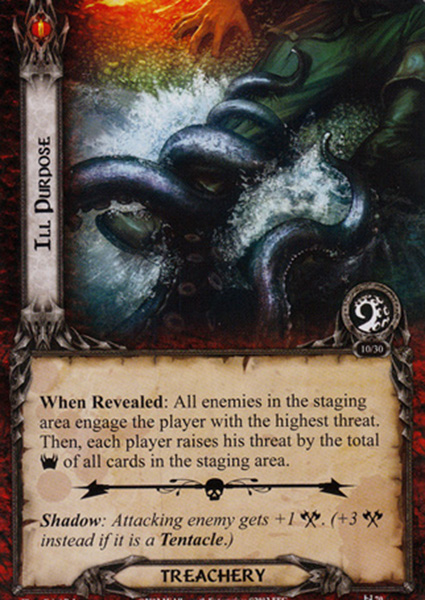 ILL PURPOSE
10/30
When Revealed: All enemies in the staging
area engage the player with the highest threat.
Then, each player raises his threat by the total
of all cards in the staging area.
Shadow: Attacking enemy gets +1 . (+3
instead if it is a Tentacle.)
TREACHERY